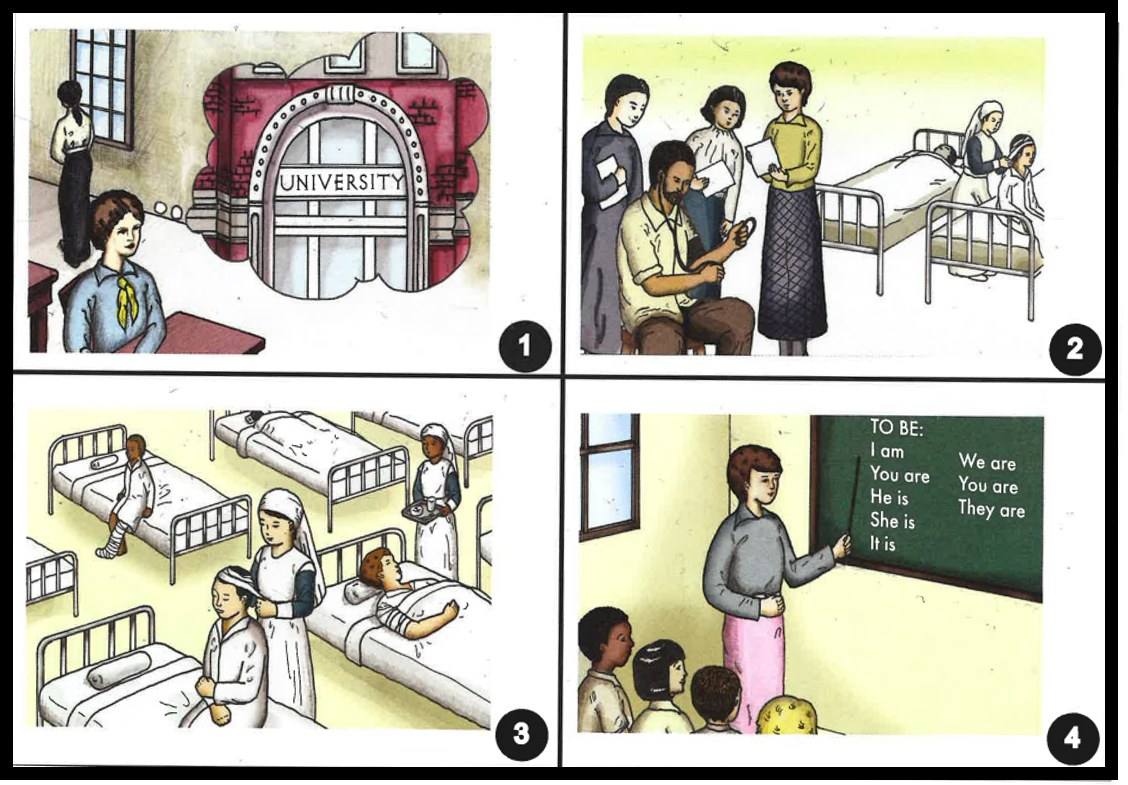 UNIVERSITY
1
2
3
TO BE:
I am
You are
He is
She is
It is
We are
You are
They are
4